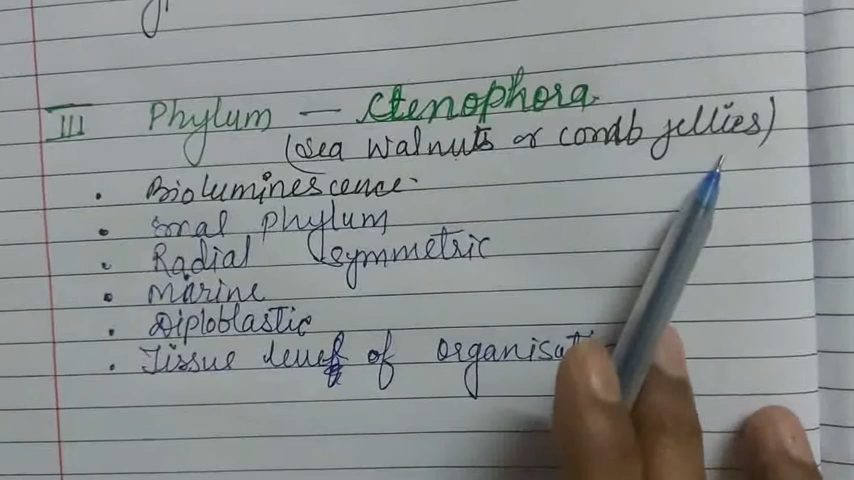 III Phylum — Ctenophora
(Sea walnuts or comb jellies)
• Bioluminescence.
• Small phylum
• Radial symmetric
• Marine
• Diploblastic
• Tissue level of